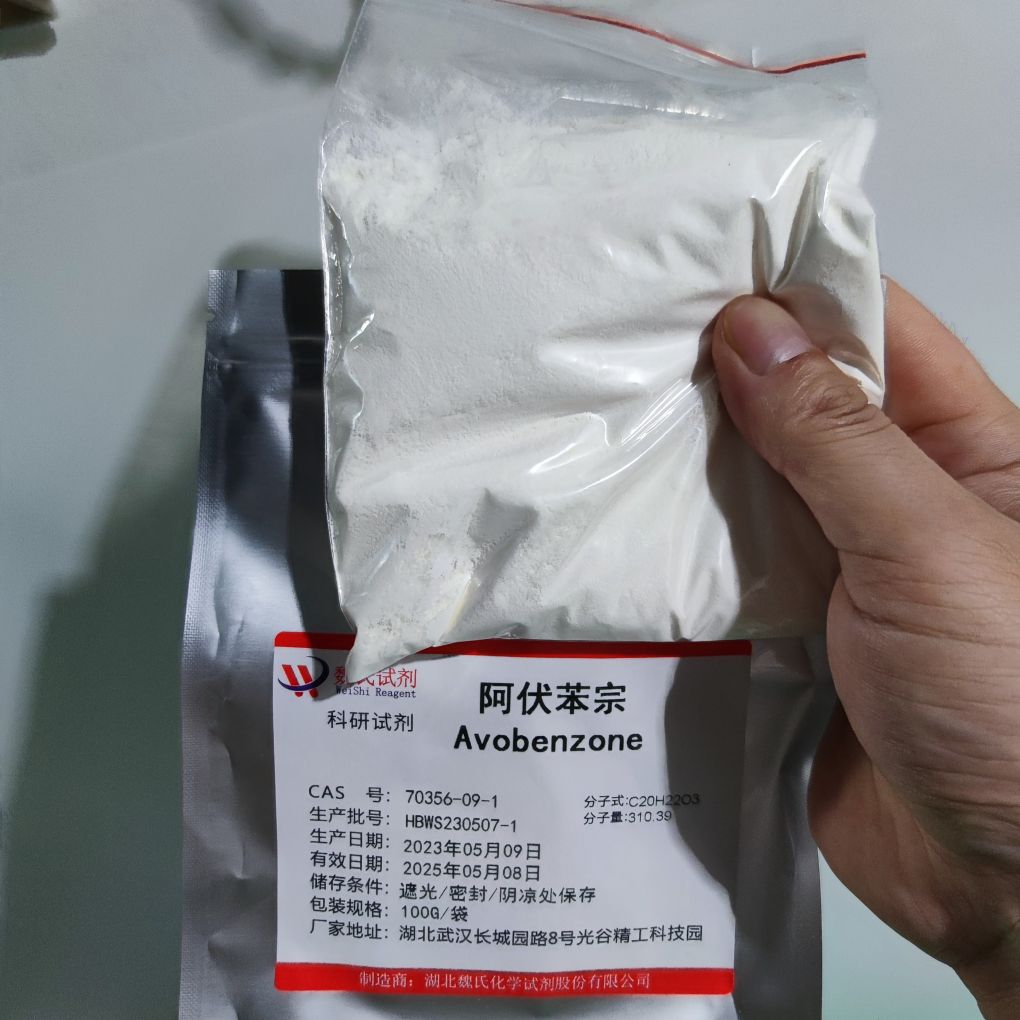 魏氏试剂
WeiShi Reagent
科研试剂
阿伏苯宗
Avobenzone
CAS 号: 70356-09-1
分子式:C20H22O3
生产批号: HBWS230507-1
分子量:310.39
生产日期: 2023年05月09日
有效日期: 2025年05月08日
储存条件: 遮光/密封/阴凉处保存
包装规格: 100G/袋
厂家地址: 湖北武汉长城园路8号光谷精工科技园
制造商: 湖北魏氏化学试剂股份有限公司